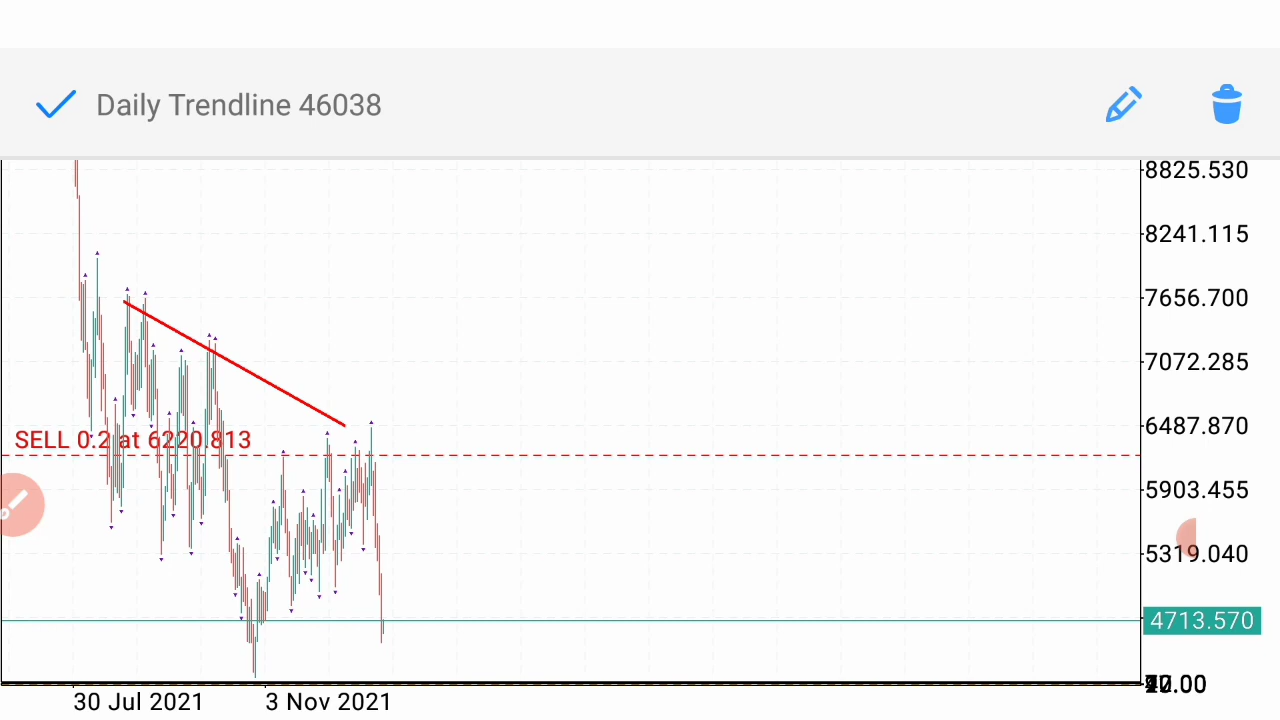 Daily Trendline 46038
8825.530
8241.115
7656.700
7072.285
6487.870
SELL 0.2 at 6220.813
5903.455
5319.040
4713.570
30 Jul 2021
3 Nov 2021